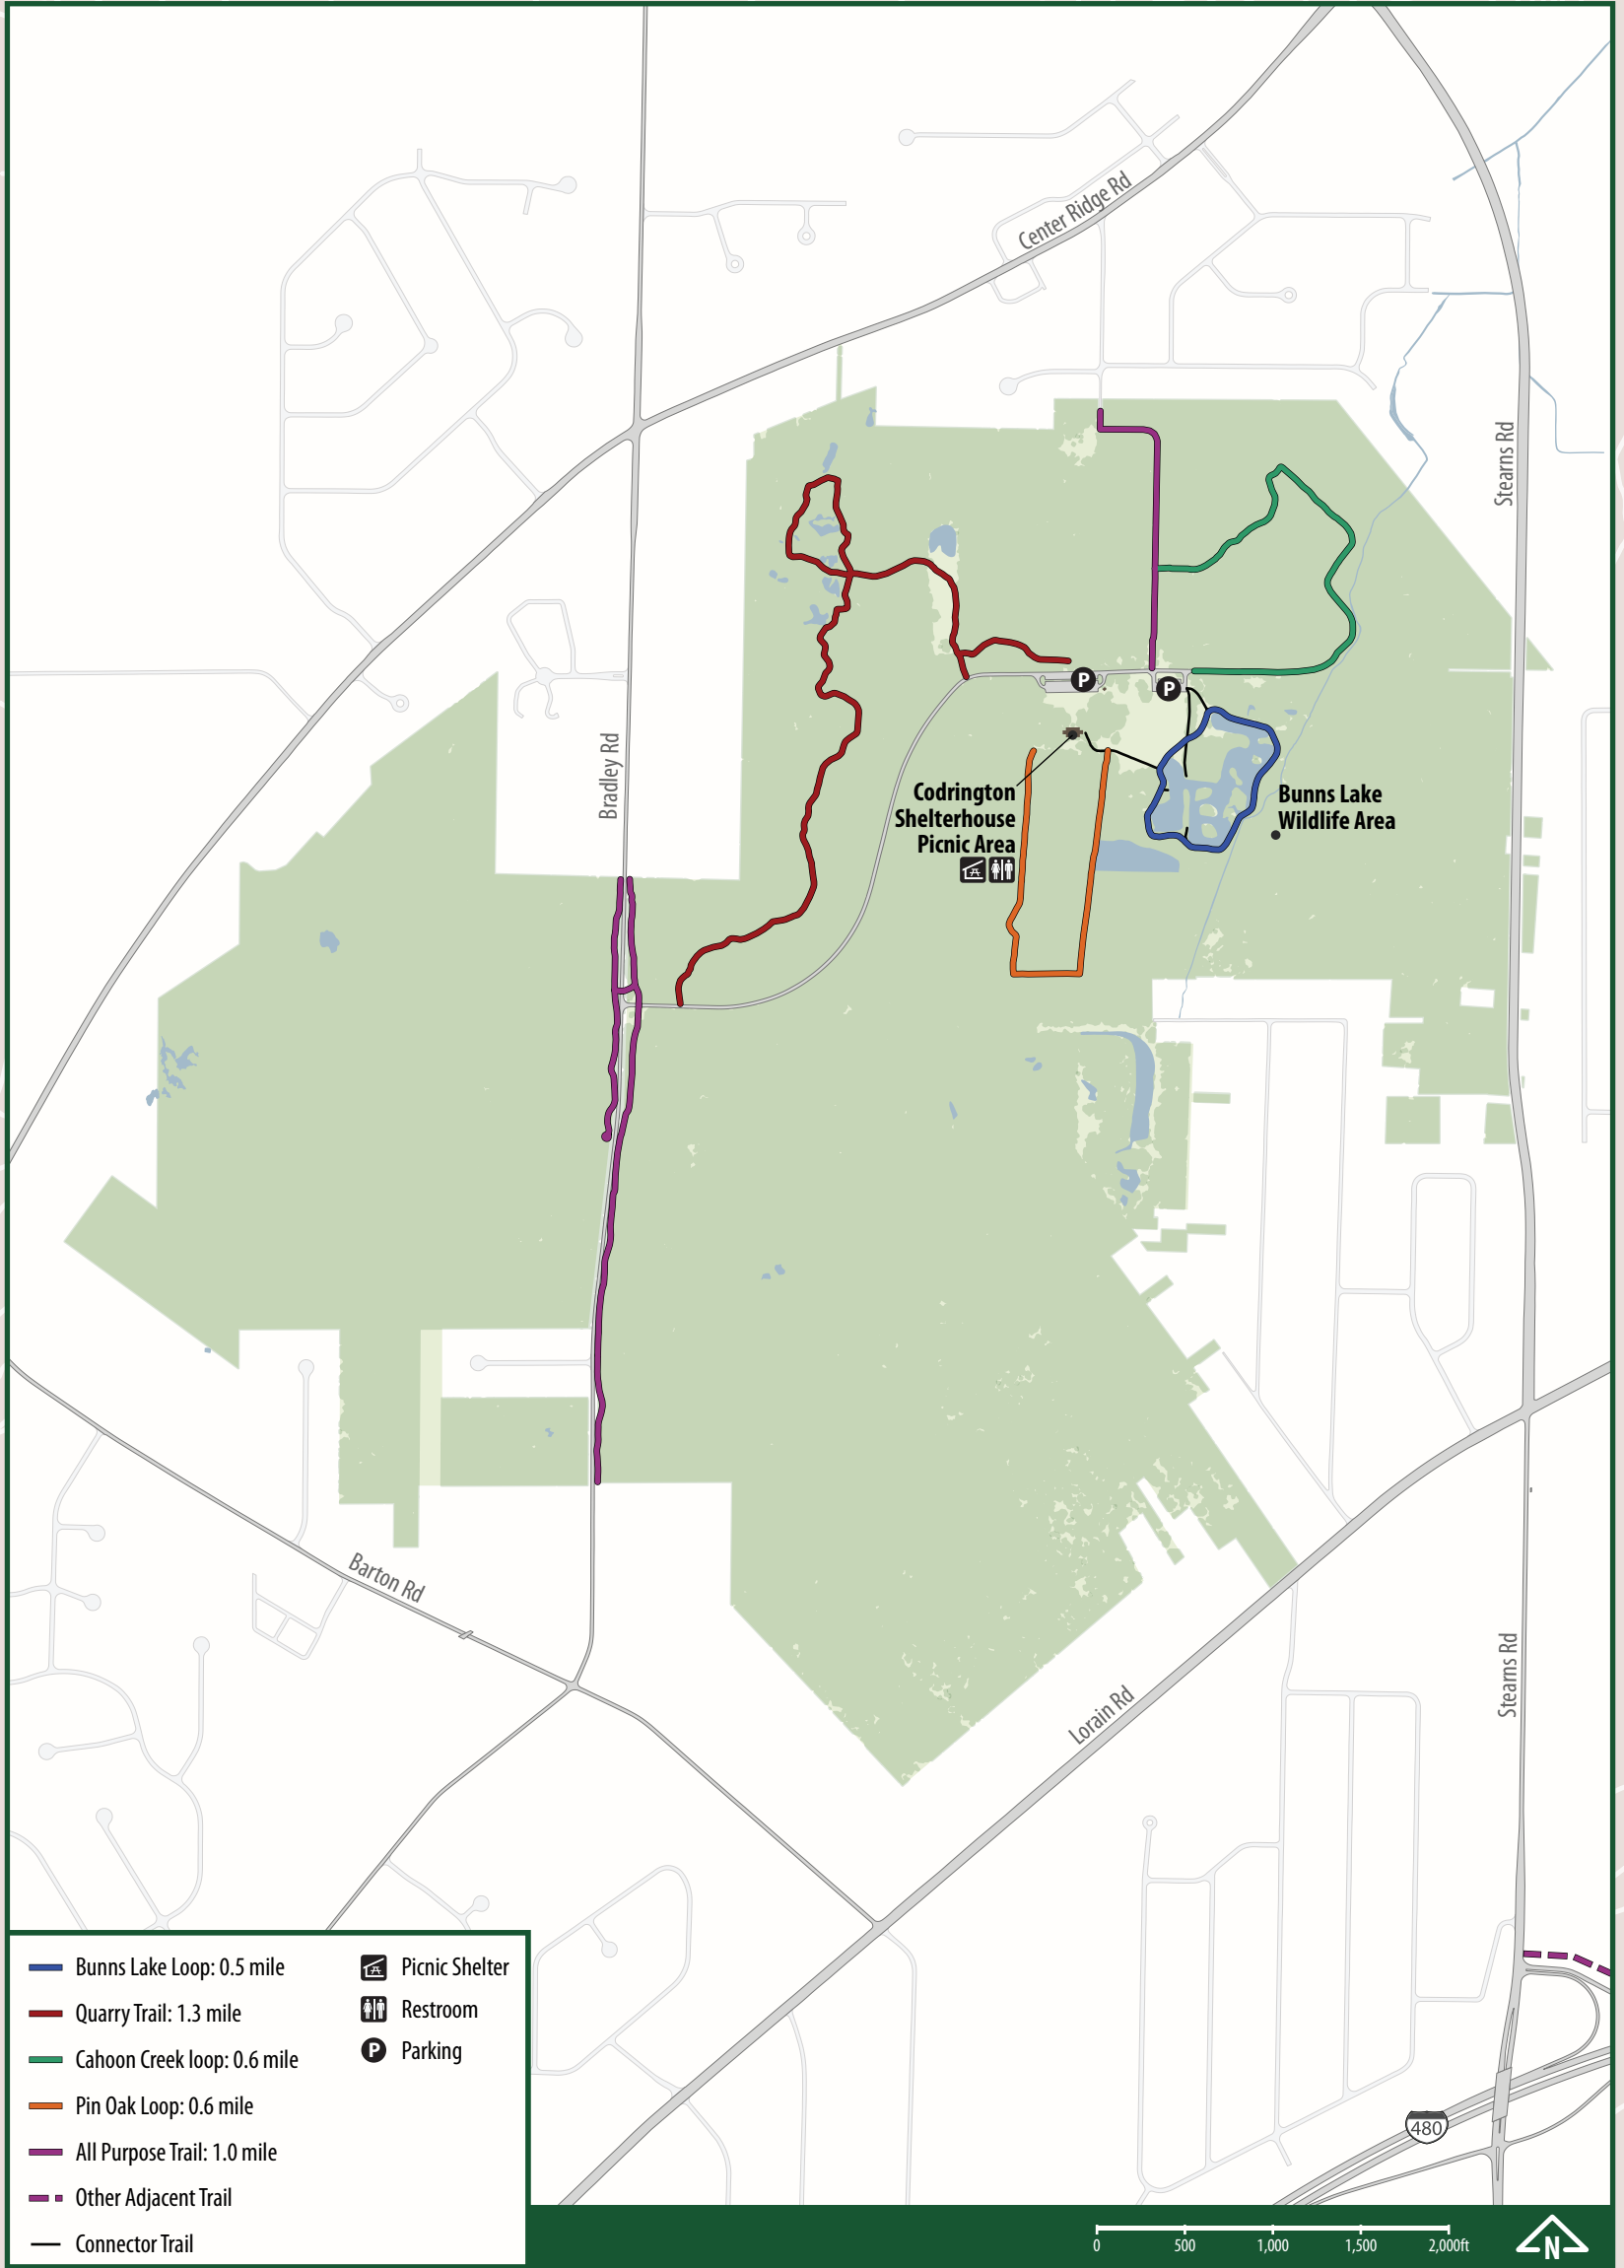 Center Ridge Rd
Stearns Rd
P
P
Bradley Rd
Codrington
Shelterhouse
Picnic Area
Bunns Lake
Wildlife Area
Barton Rd
Lorain Rd
Stearns Rd
480
Bunns Lake Loop: 0.5 mile
Quarry Trail: 1.3 mile
Cahoon Creek loop: 0.6 mile
Pin Oak Loop: 0.6 mile
All Purpose Trail: 1.0 mile
Other Adjacent Trail
Connector Trail
Picnic Shelter
Restroom
P Parking
0 500 1,000 1,500 2,000ft
N